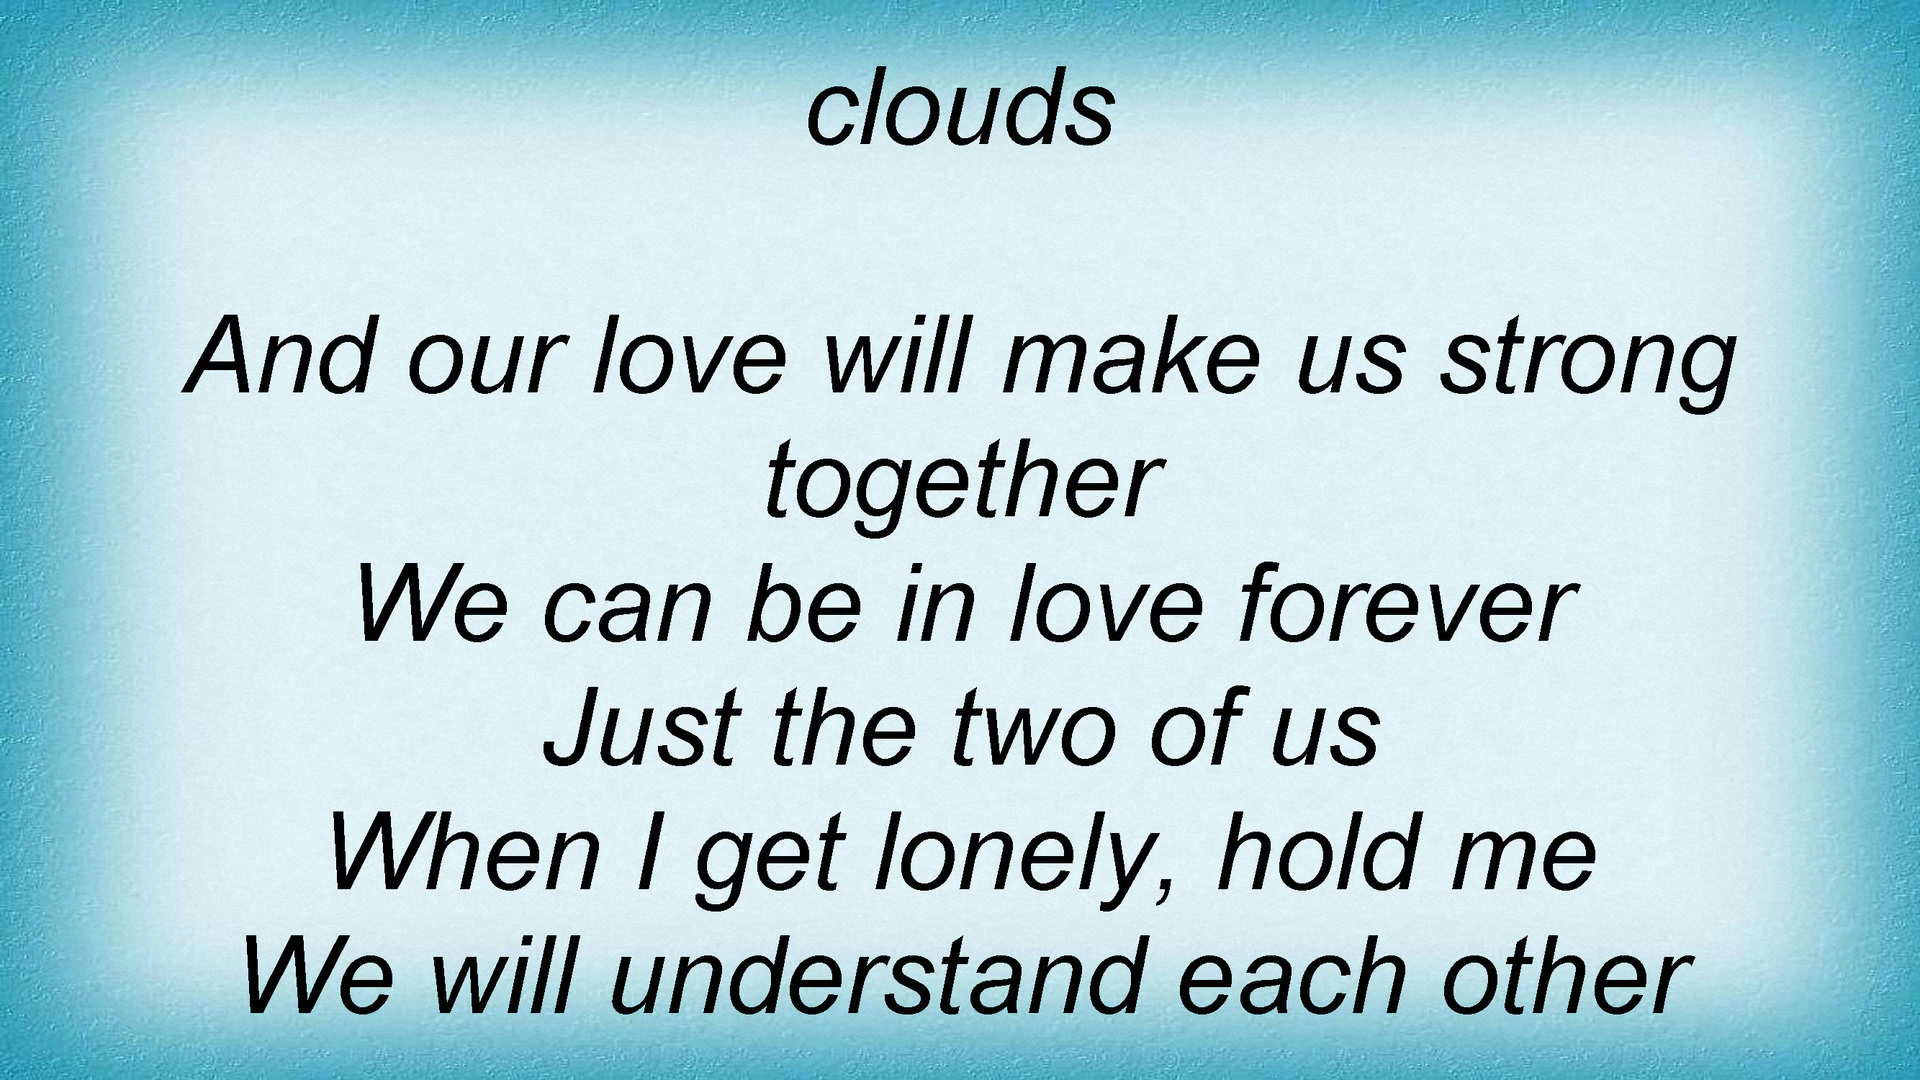 clouds
And our love will make us strong
together
We can be in love forever
Just the two of us
When I get lonely, hold me
We will understand each other